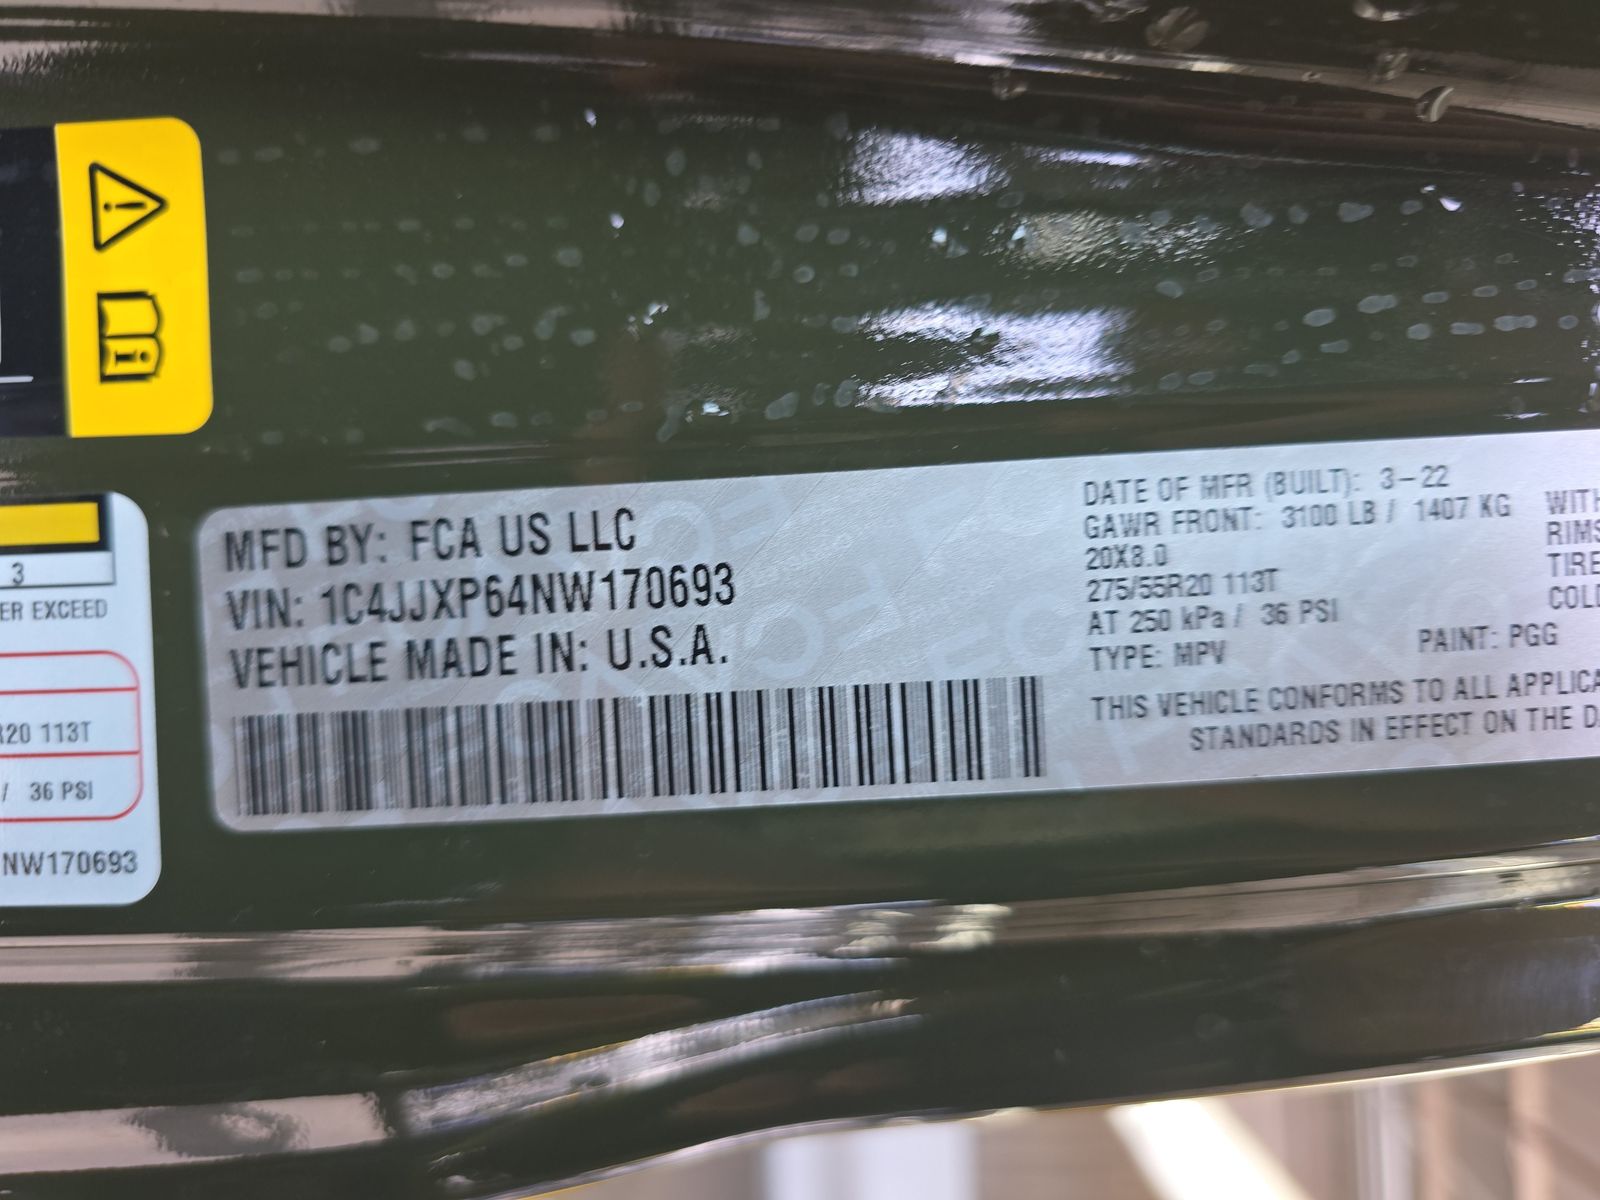 3
ER EXCEED
R20 113T
/ 36 PSI
NW170693
MFD BY: FCA US LLC
VIN: 1C4JJXP64NW170693
VEHICLE MADE IN: U.S.A.
DATE OF MFR (BUILT): 3-22
GAWR FRONT: 3100 LB / 1407 KG
20X8.0
275/55R20 113T
AT 250 kPa / 36 PSI
TYPE: MPV PAINT: PGG
THIS VEHICLE CONFORMS TO ALL APPLICA
STANDARDS IN EFFECT ON THE DA
WITH
RIMS
TIRE
COLD